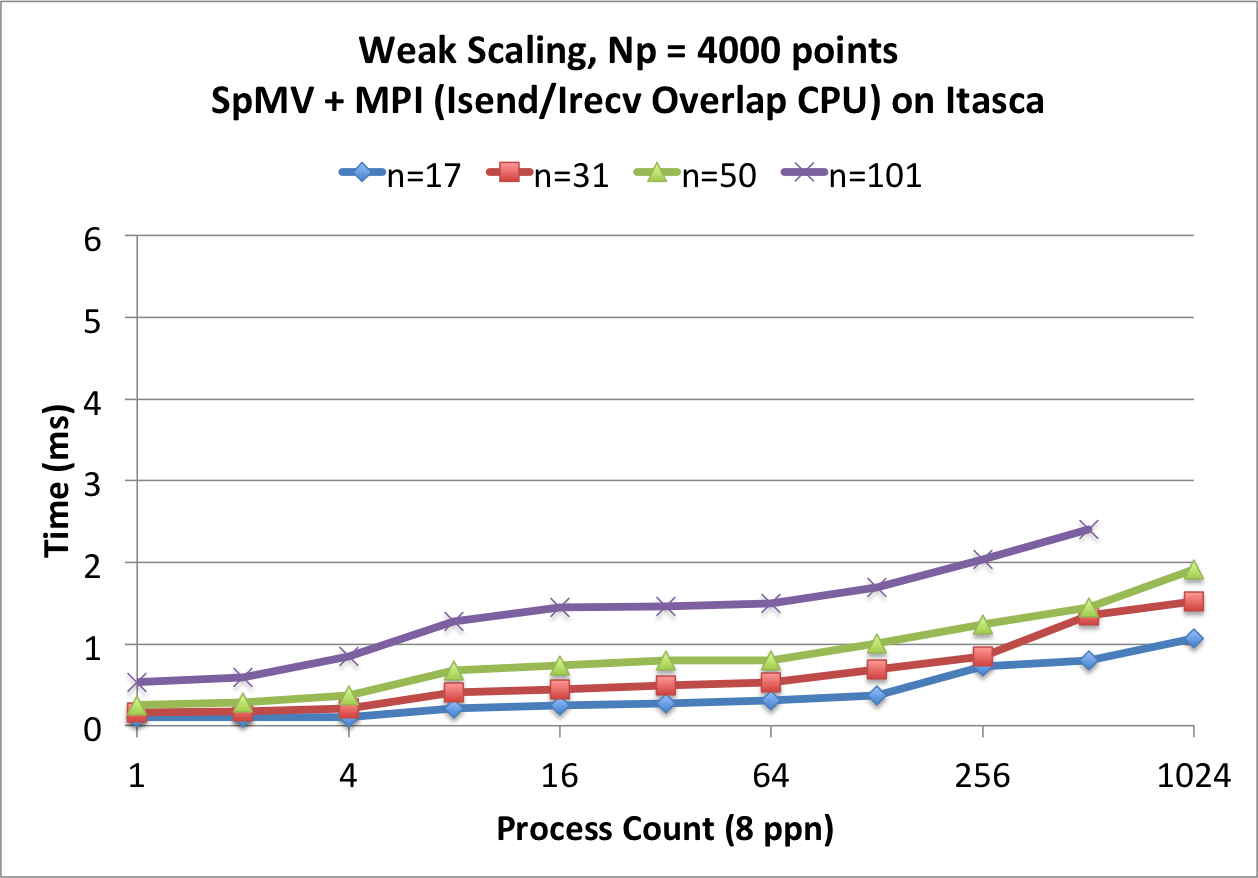 Weak Scaling, Np = 4000 points
SpMV + MPI (Isend/Irecv Overlap CPU) on Itasca
n=17 n=31 n=50 n=101
6
5
4
3
2
1
0
Time (ms)
1 4 16 64 256 1024
Process Count (8 ppn)